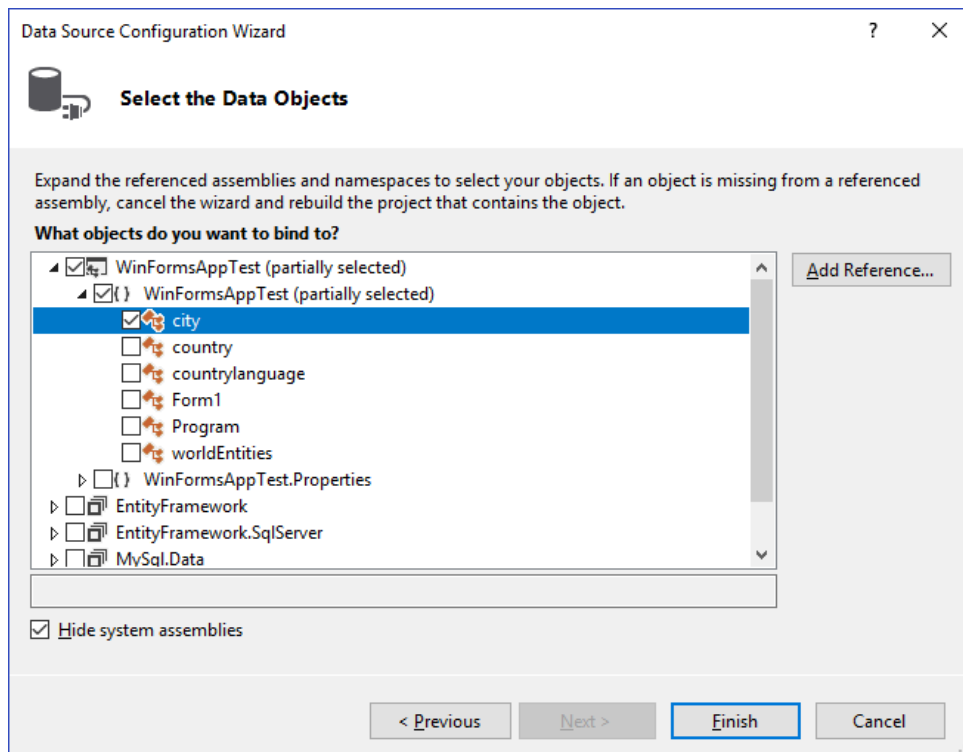 Data Source Configuration Wizard
?
Select the Data Objects
Expand the referenced assemblies and namespaces to select your objects. If an object is missing from a referenced
assembly, cancel the wizard and rebuild the project that contains the object.
What objects do you want to bind to?
WinFormsAppTest (partially selected)
Add Reference...
{ } WinFormsAppTest (partially selected)
city
country
countrylanguage
Form1
Program
worldEntities
{ } WinFormsAppTest.Properties
EntityFramework
EntityFramework.SqlServer
MySql.Data
Hide system assemblies
< Previous
Next >
Finish
Cancel